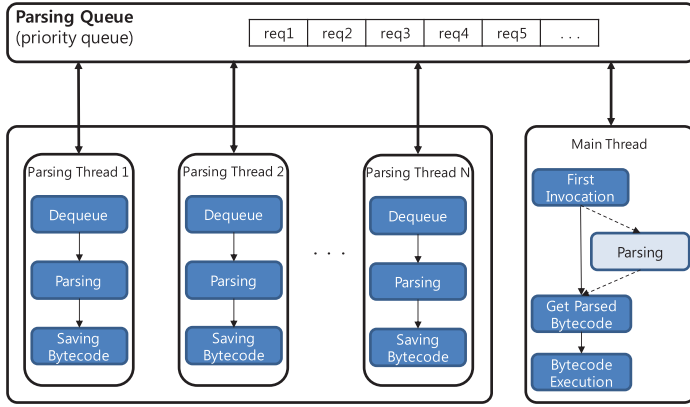 Parsing Queue
(priority queue)
req1 req2 req3 req4 req5 . . .
Parsing Thread 1
Dequeue
Parsing
Saving
Bytecode
Parsing Thread 2
Dequeue
Parsing
Saving
Bytecode
. . .
Parsing Thread N
Dequeue
Parsing
Saving
Bytecode
Main Thread
First
Invocation
Parsing
Get Parsed
Bytecode
Bytecode
Execution